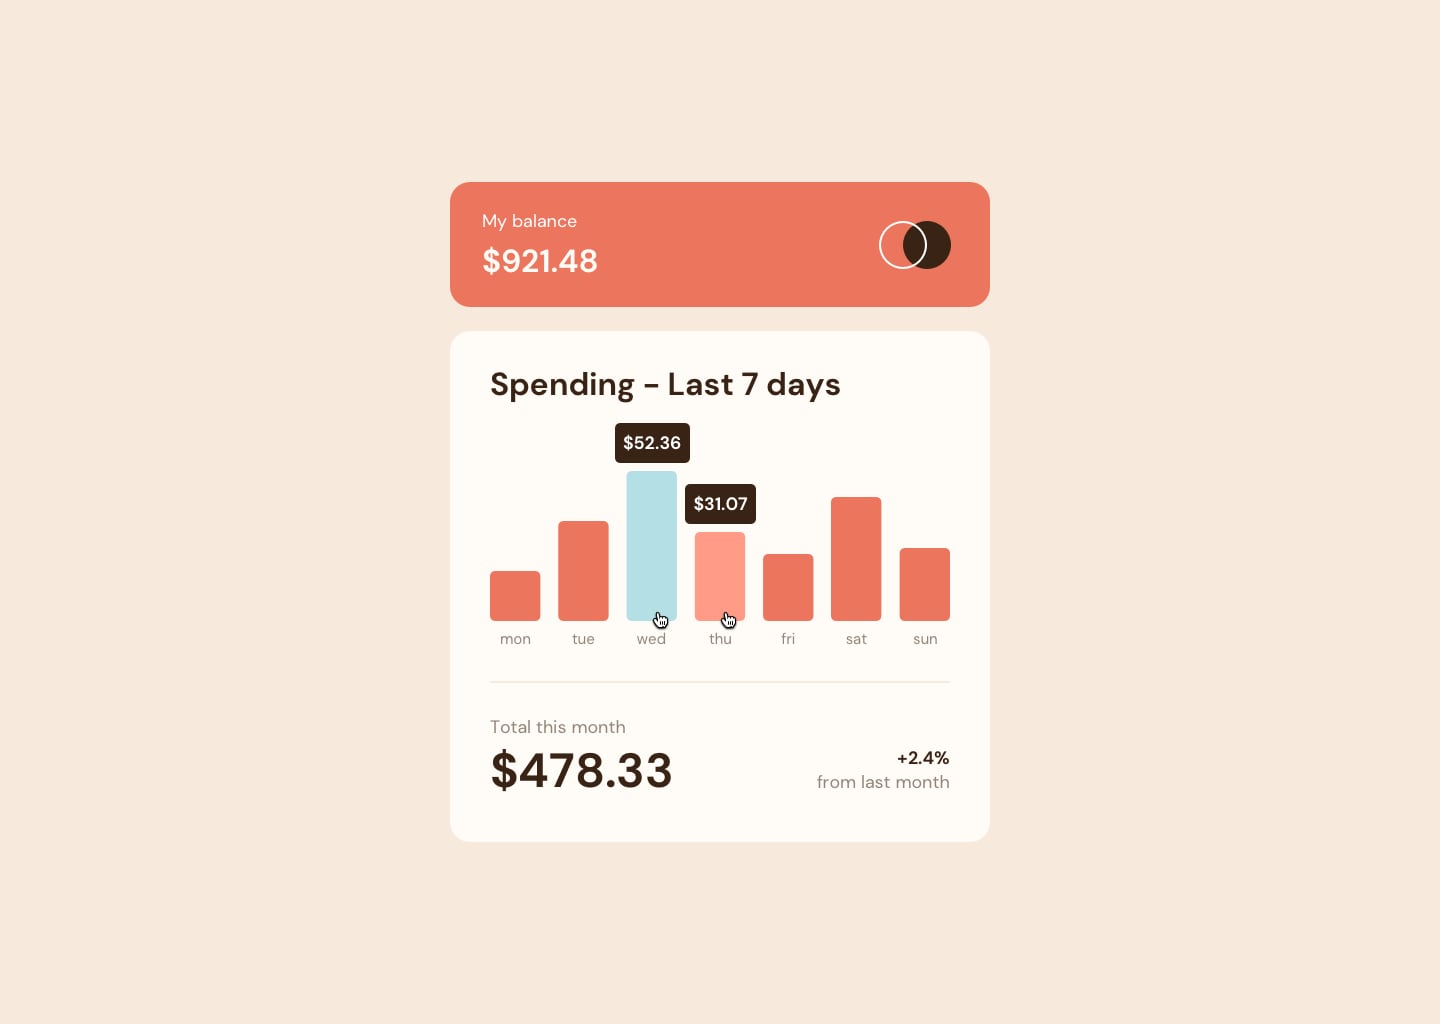 My balance
$921.48
Spending - Last 7 days
$52.36
$31.07
mon tue wed thu fri sat sun
Total this month
$478.33
+2.4%
from last month